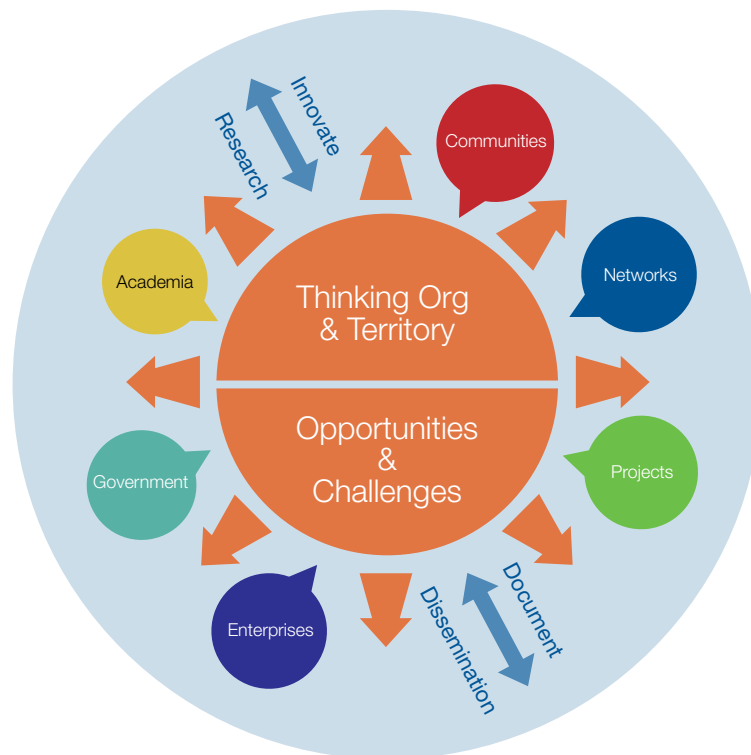 Innovate
Research
Communities
Academia
Networks
Thinking Org
& Territory
Opportunities
&
Challenges
Government
Projects
Enterprises
Document
Dissemination